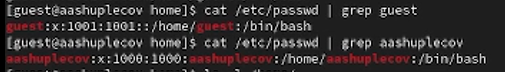 [guest@aashuplecov home]$ cat /etc/passwd | grep guest
guest:x:1001:1001::/home/guest:/bin/bash
[guest@aashuplecov home]$ cat /etc/passwd | grep aashuplecov
aashuplecov:x:1000:1000:aashuplecov:/home/aashuplecov:/bin/bash